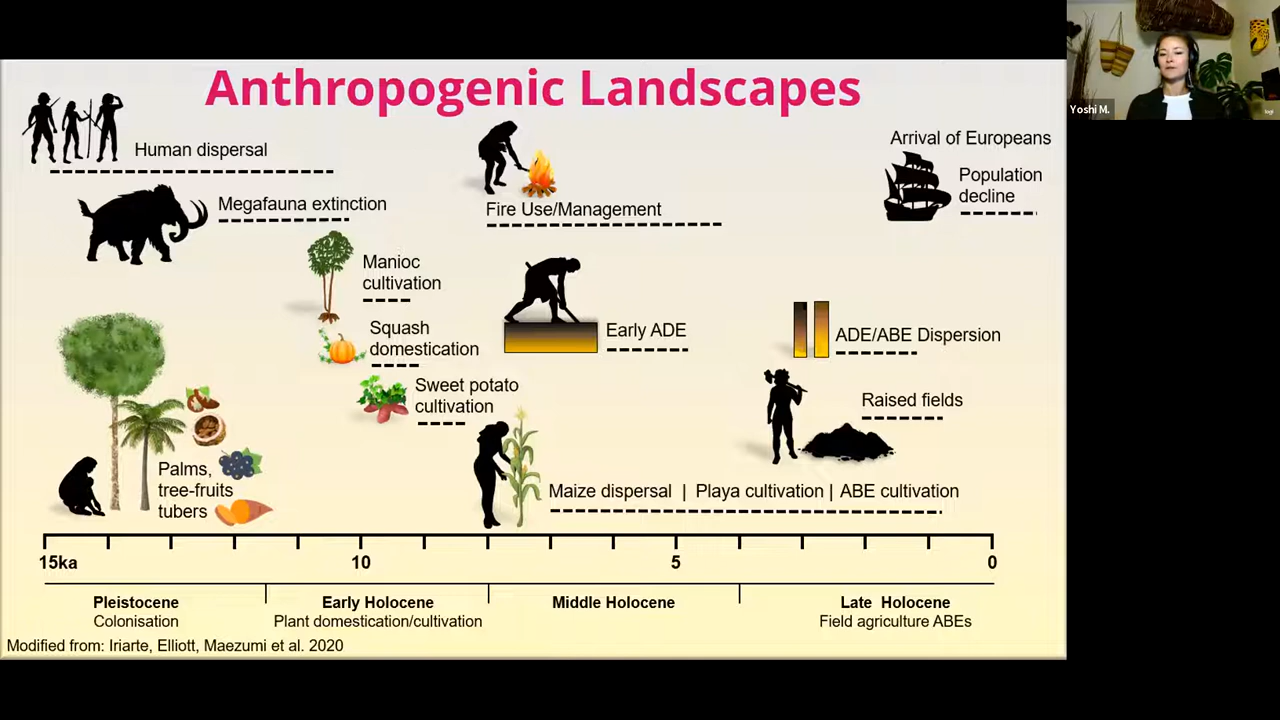 Anthropogenic Landscapes
Yoshi M.
Human dispersal
Arrival of Europeans
Population
decline
Megafauna extinction
Fire Use/Management
Manioc
cultivation
Squash
domestication
Early ADE
ADE/ABE Dispersion
Sweet potato
cultivation
Raised fields
Palms,
tree-fruits
tubers
Maize dispersal | Playa cultivation | ABE cultivation
15ka 10 5 0
Pleistocene
Colonisation
Early Holocene
Plant domestication/cultivation
Middle Holocene
Late Holocene
Field agriculture ABEs
Modified from: Iriarte, Elliott, Maezumi et al. 2020